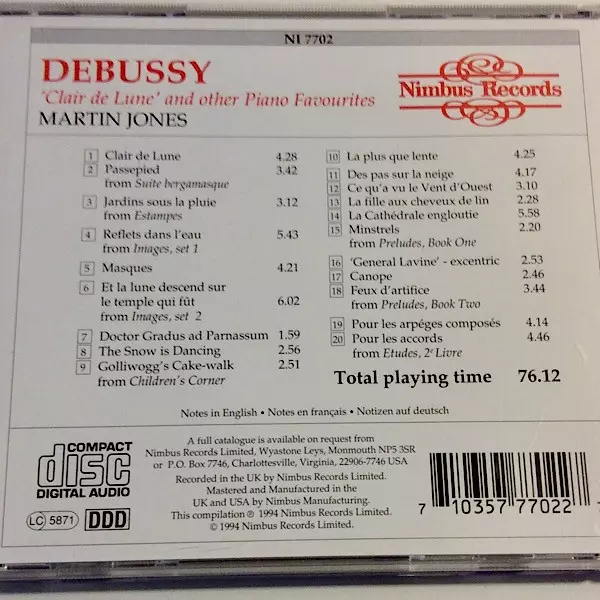 NI 7702
DEBUSSY
'Clair de Lune' and other Piano Favourites
MARTIN JONES
Nimbus Records
1 Clair de Lune 4.28
2 Passepied 3.42
from Suite bergamasque
3 Jardins sous la pluie 3.12
from Estampes
4 Reflets dans l'eau 5.43
from Images, set 1
5 Masques 4.21
6 Et la lune descend sur
le temple qui fût 6.02
from Images, set 2
7 Doctor Gradus ad Parnassum 1.59
8 The Snow is Dancing 2.56
9 Golliwogg's Cake-walk 2.51
from Children's Corner
10 La plus que lente 4.25
11 Des pas sur la neige 4.17
12 Ce qu'a vu le Vent d'Ouest 3.10
13 La fille aux cheveux de lin 2.28
14 La Cathédrale engloutie 5.58
15 Minstrels 2.20
from Preludes, Book One
16 'General Lavine' - excentric 2.53
17 Canope 2.46
18 Feux d'artifice 3.44
from Preludes, Book Two
19 Pour les arpéges composés 4.14
20 Pour les accords 4.46
from Etudes, 2e Livre
Total playing time 76.12
Notes in English • Notes en français • Notizen auf deutsch
COMPACT
disc
DIGITAL AUDIO
LC 5871 DDD
A full catalogue is available on request from
Nimbus Records Limited, Wyastone Leys, Monmouth NP5 3SR
or P.O. Box 7746, Charlottesville, Virginia, 22906-7746 USA
Recorded in the UK by Nimbus Records Limited.
Mastered and Manufactured in the
UK and USA by Nimbus Manufacturing.
This compilation ℗ 1994 Nimbus Records Limited.
© 1994 Nimbus Records Limited.
7 10357 77022